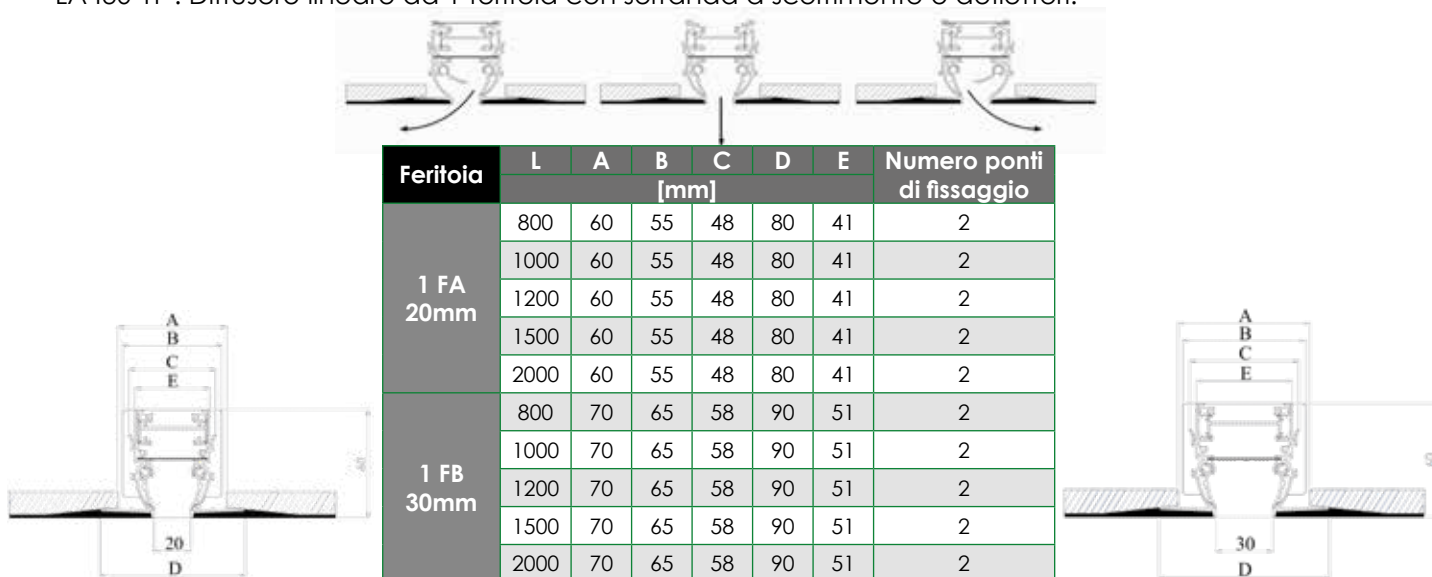 Diffusore lineare da 1 feritoia con serranda a scorrimento e deflettori.
Feritoia L A B C D E Numero ponti di fissaggio
[mm]
1 FA 20mm
800 60 55 48 80 41 2
1000 60 55 48 80 41 2
1200 60 55 48 80 41 2
1500 60 55 48 80 41 2
2000 60 55 48 80 41 2
1 FB 30mm
800 70 65 58 90 51 2
1000 70 65 58 90 51 2
1200 70 65 58 90 51 2
1500 70 65 58 90 51 2
2000 70 65 58 90 51 2
A
B
C
E
20
D
A
B
C
E
30
D